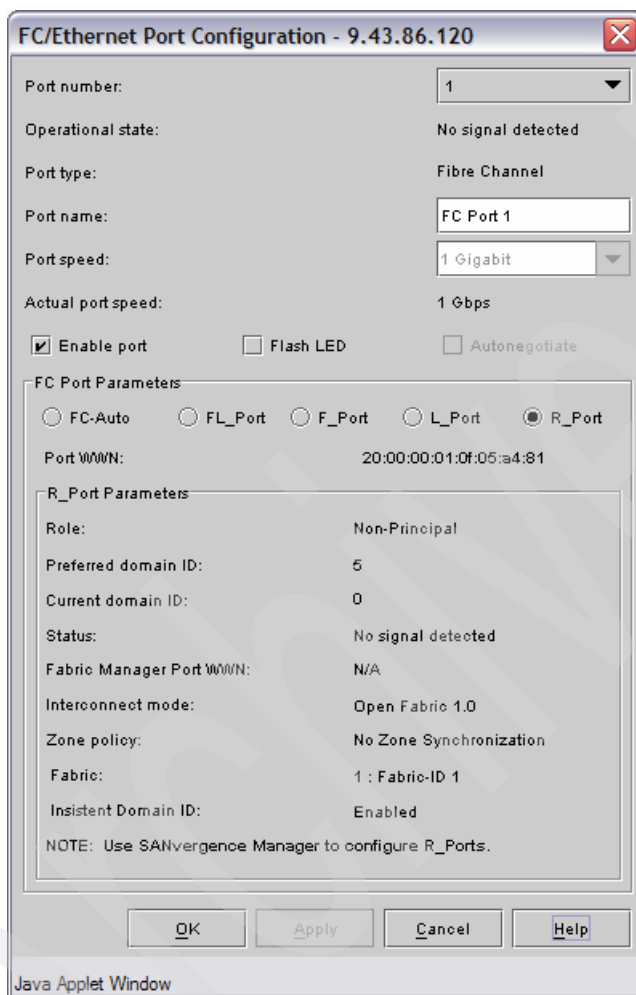 FC/Ethernet Port Configuration - 9.43.86.120
Port number: 1
Operational state: No signal detected
Port type: Fibre Channel
Port name: FC Port 1
Port speed: 1 Gigabit
Actual port speed: 1 Gbps
Enable port Flash LED Autonegotiate
FC Port Parameters
FC-Auto FL_Port F_Port L_Port R_Port
Port WWN: 20:00:00:01:0f:05:a4:81
R_Port Parameters
Role: Non-Principal
Preferred domain ID: 5
Current domain ID: 0
Status: No signal detected
Fabric Manager Port WWN: N/A
Interconnect mode: Open Fabric 1.0
Zone policy: No Zone Synchronization
Fabric: 1 : Fabric-ID 1
Insistent Domain ID: Enabled
NOTE: Use SANvergence Manager to configure R_Ports.
OK Apply Cancel Help
Java Applet Window